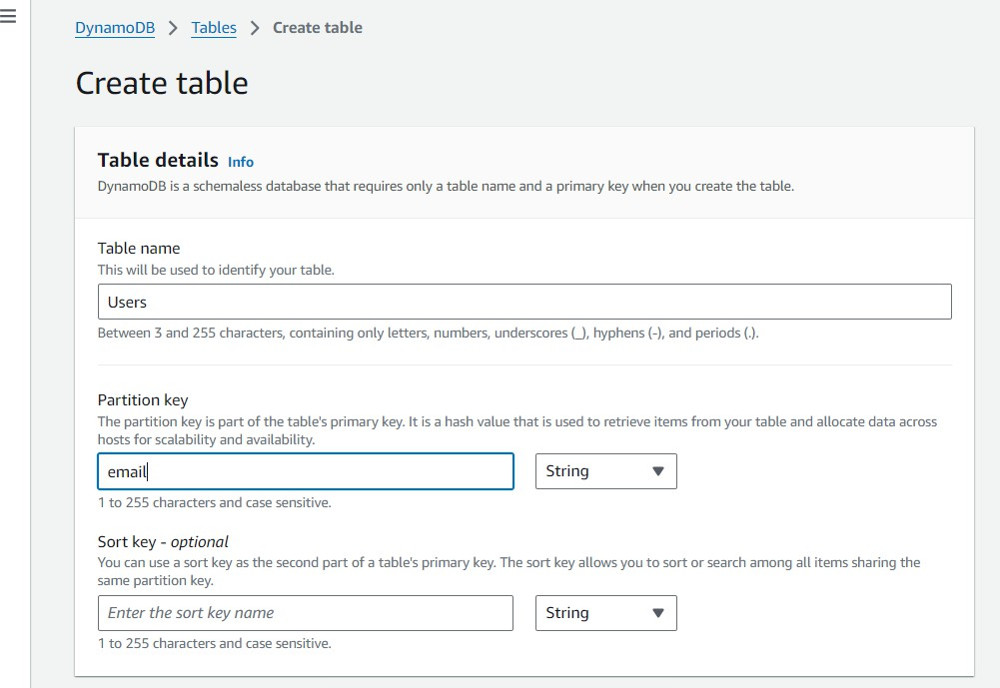 DynamoDB > Tables > Create table
Create table
Table details Info
DynamoDB is a schemaless database that requires only a table name and a primary key when you create the table.
Table name
This will be used to identify your table.
Users
Between 3 and 255 characters, containing only letters, numbers, underscores (_), hyphens (-), and periods (.).
Partition key
The partition key is part of the table's primary key. It is a hash value that is used to retrieve items from your table and allocate data across
hosts for scalability and availability.
email String
1 to 255 characters and case sensitive.
Sort key - optional
You can use a sort key as the second part of a table's primary key. The sort key allows you to sort or search among all items sharing the
same partition key.
Enter the sort key name String
1 to 255 characters and case sensitive.